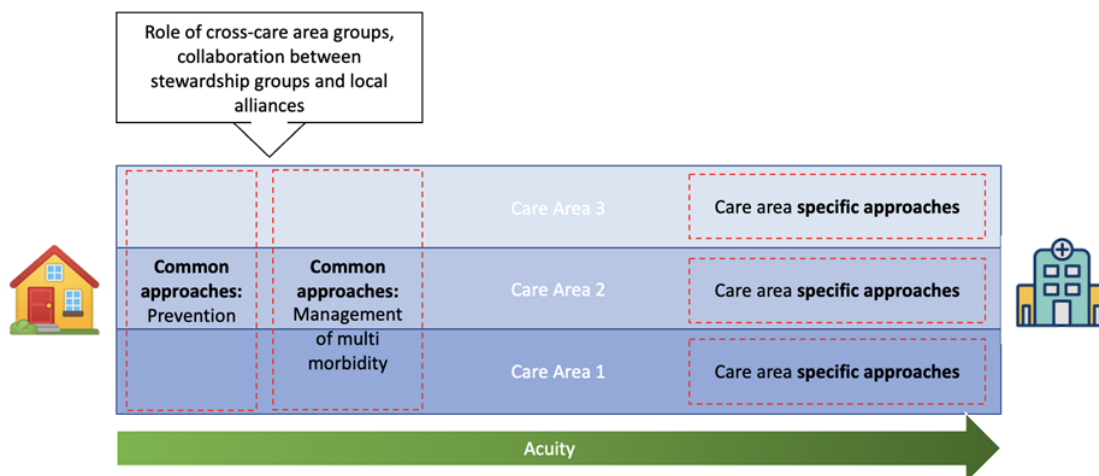 Role of cross-care area groups,
collaboration between
stewardship groups and local
alliances
Care Area 3
Care area specific approaches
Common
approaches:
Prevention
Common
approaches:
Management
of multi
morbidity
Care Area 2
Care area specific approaches
Care Area 1
Care area specific approaches
Acuity